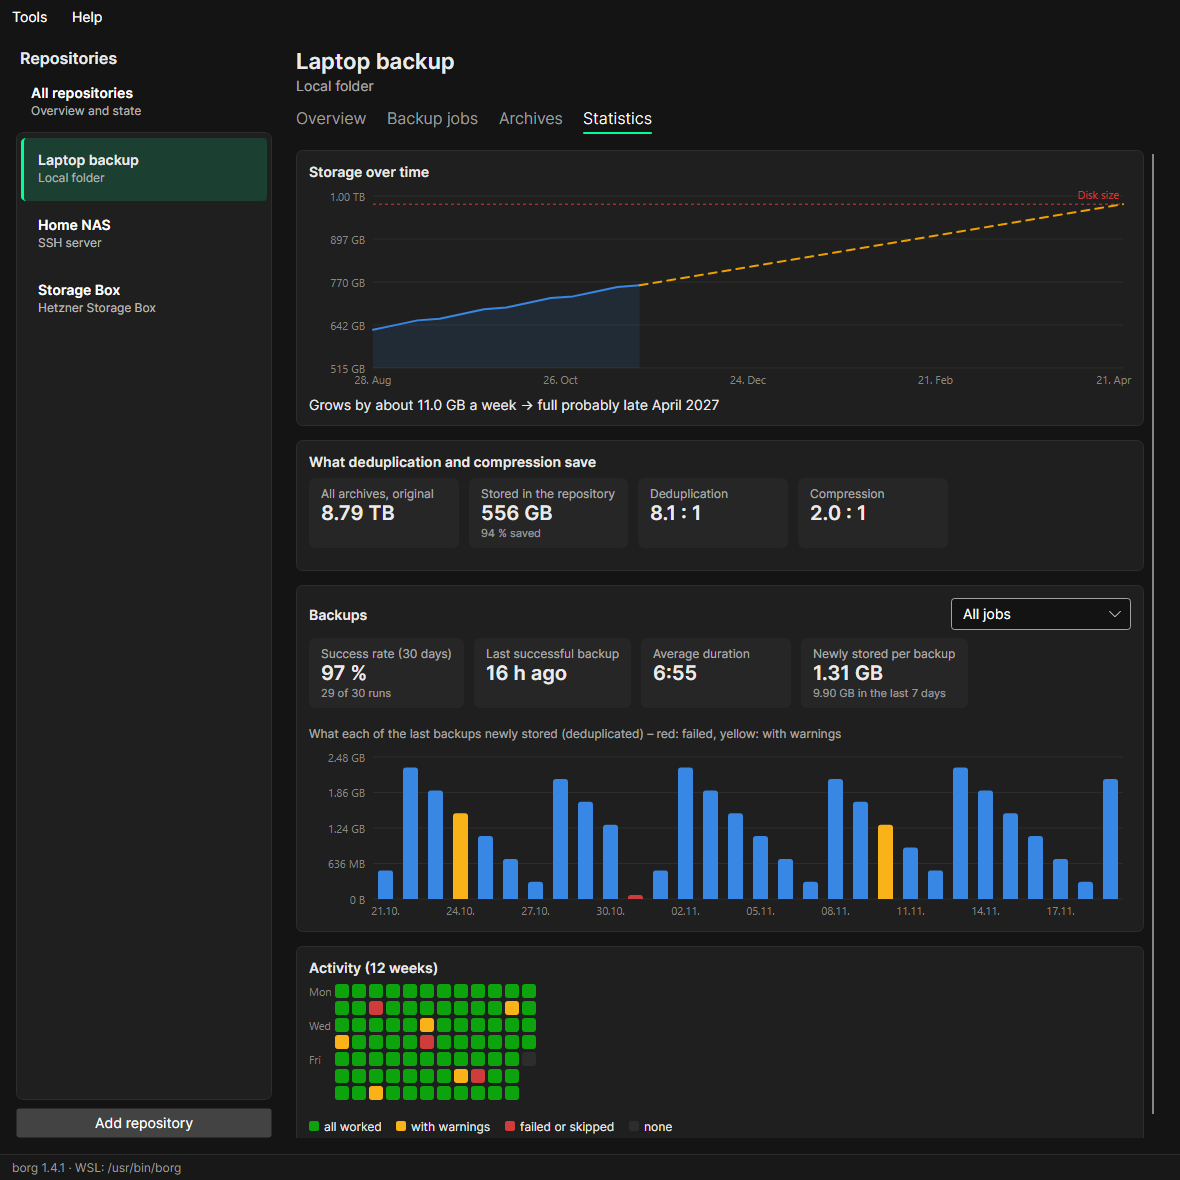 Tools Help
Repositories
All repositories
Overview and state
Laptop backup
Local folder
Home NAS
SSH server
Storage Box
Hetzner Storage Box
Add repository
Laptop backup
Local folder
Overview Backup jobs Archives Statistics
Storage over time
1.00 TB
Disk size
897 GB
770 GB
642 GB
515 GB
28. Aug 26. Oct 24. Dec 21. Feb 21. Apr
Grows by about 11.0 GB a week → full probably late April 2027
What deduplication and compression save
All archives, original
8.79 TB
Stored in the repository
556 GB
94 % saved
Deduplication
8.1 : 1
Compression
2.0 : 1
Backups
All jobs
Success rate (30 days)
97 %
29 of 30 runs
Last successful backup
16 h ago
Average duration
6:55
Newly stored per backup
1.31 GB
9.90 GB in the last 7 days
What each of the last backups newly stored (deduplicated) – red: failed, yellow: with warnings
2.48 GB
1.86 GB
1.24 GB
636 MB
0 B
21.10. 24.10. 27.10. 30.10. 02.11. 05.11. 08.11. 11.11. 14.11. 17.11.
Activity (12 weeks)
Mon
Wed
Fri
all worked with warnings failed or skipped none
borg 1.4.1 · WSL: /usr/bin/borg